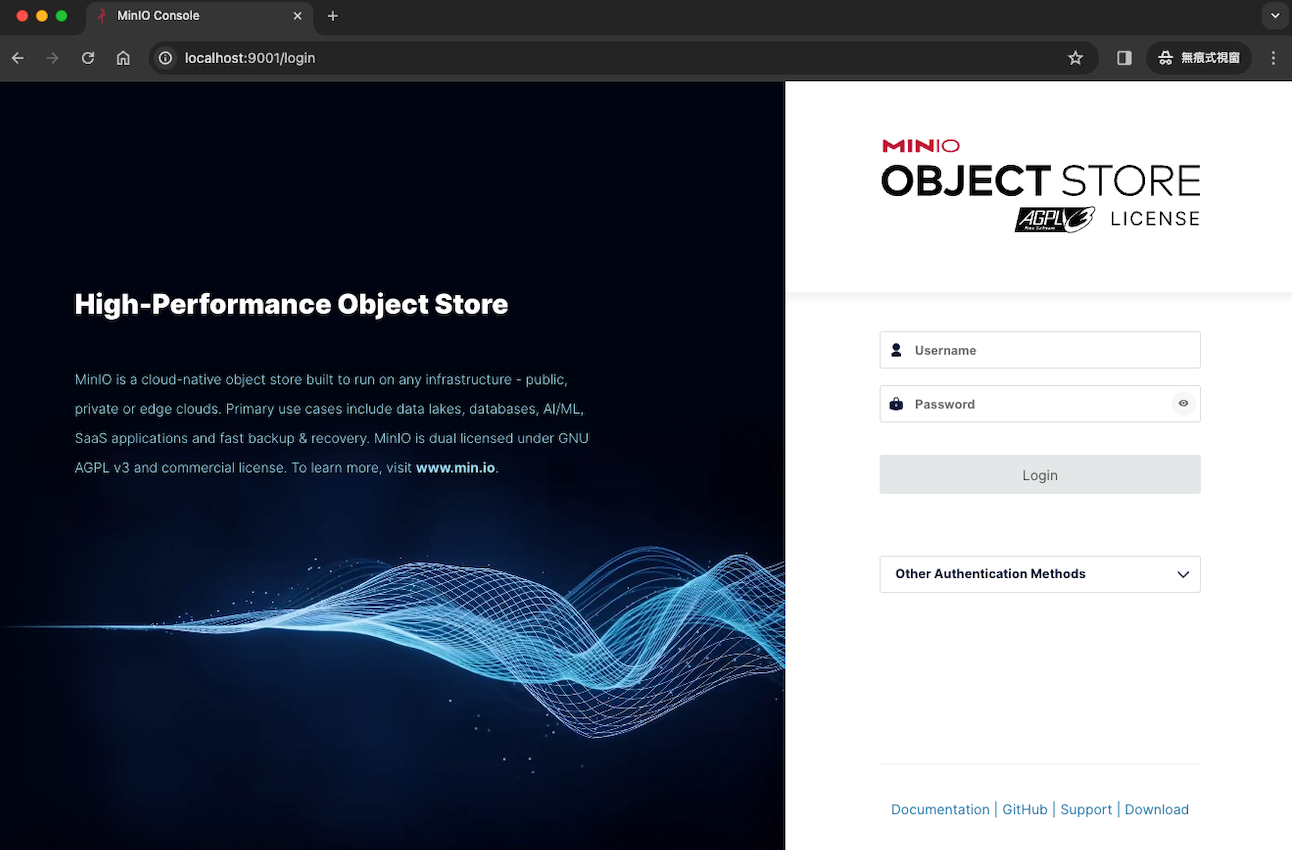 MinIO Console
localhost:9001/login
無痕式視窗
High-Performance Object Store
MinIO is a cloud-native object store built to run on any infrastructure - public,
private or edge clouds. Primary use cases include data lakes, databases, AI/ML,
SaaS applications and fast backup & recovery. MinIO is dual licensed under GNU
AGPL v3 and commercial license. To learn more, visit www.min.io.
MINIO
OBJECT STORE
AGPL v3 LICENSE
Free Software
Username
Password
Login
Other Authentication Methods
Documentation | GitHub | Support | Download